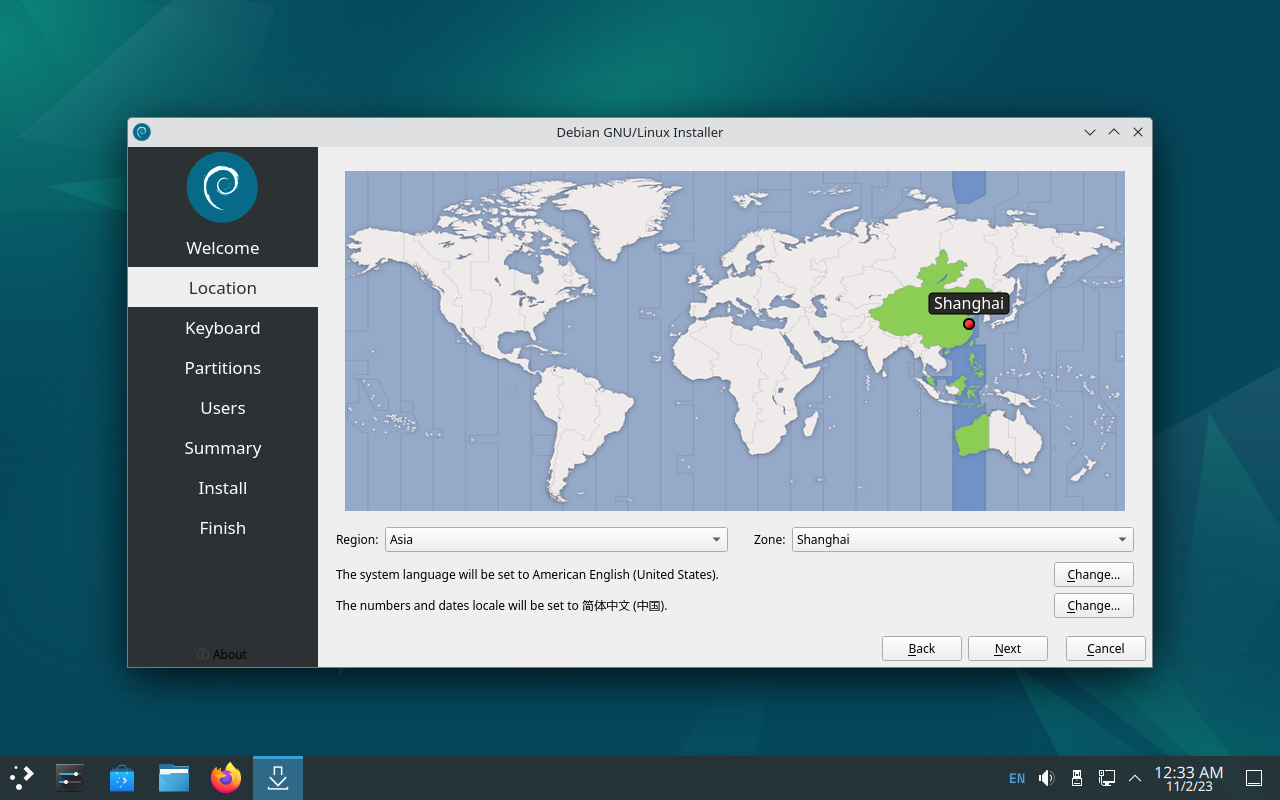 Debian GNU/Linux Installer
Welcome
Location
Keyboard
Partitions
Users
Summary
Install
Finish
About
Shanghai
Region: Asia Zone: Shanghai
The system language will be set to American English (United States). Change...
The numbers and dates locale will be set to 简体中文 (中国). Change...
Back Next Cancel
EN 12:33 AM
11/2/23